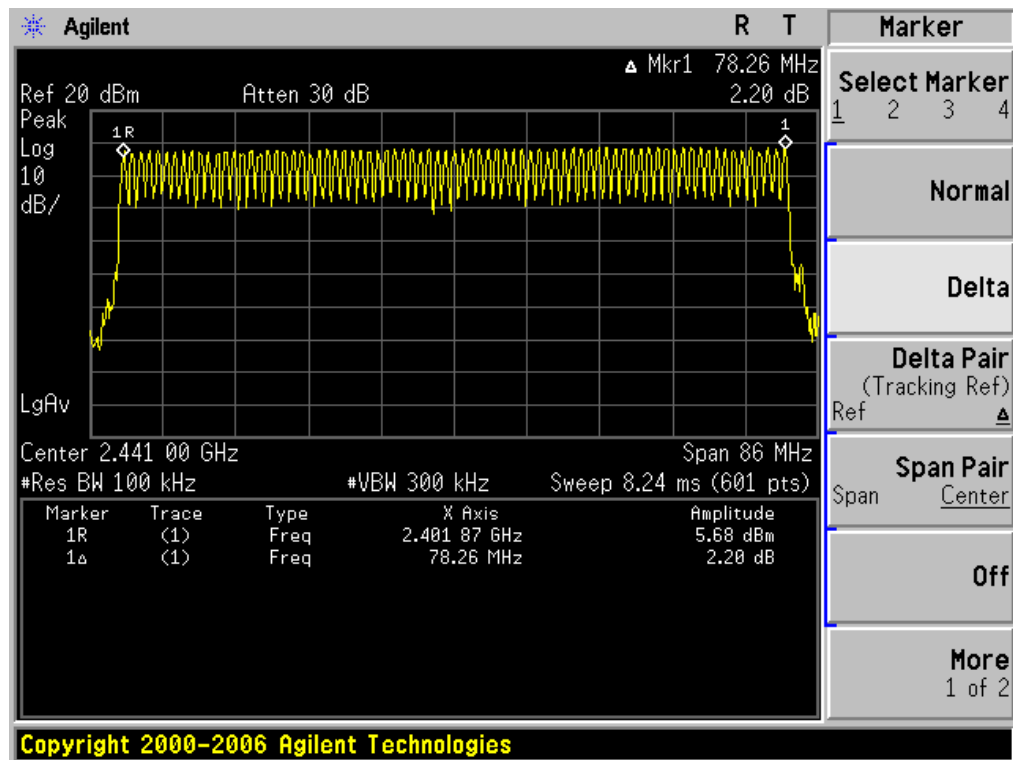 Agilent R T
Δ Mkr1 78.26 MHz
Ref 20 dBm Atten 30 dB 2.20 dB
Peak
Log
10
dB/
1R
1
LgAv
Center 2.441 00 GHz Span 86 MHz
#Res BW 100 kHz #VBW 300 kHz Sweep 8.24 ms (601 pts)
Marker Trace Type X Axis Amplitude
1R (1) Freq 2.401 87 GHz 5.68 dBm
1Δ (1) Freq 78.26 MHz 2.20 dB
Marker
Select Marker
1 2 3 4
Normal
Delta
Delta Pair
(Tracking Ref)
Ref Δ
Span Pair
Span Center
Off
More
1 of 2
Copyright 2000-2006 Agilent Technologies